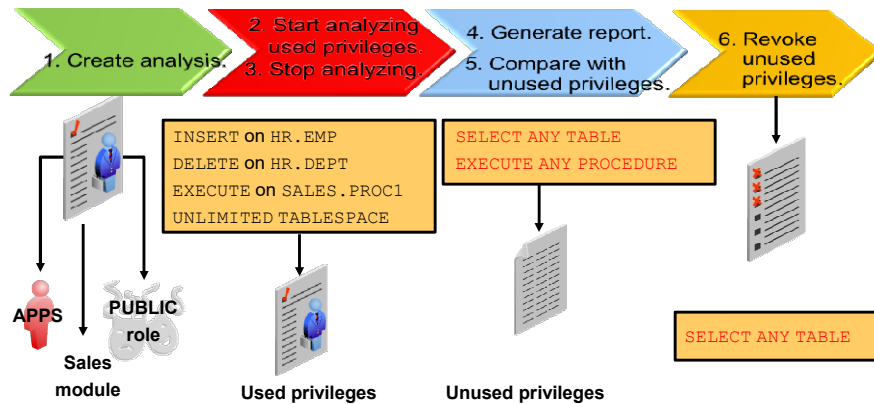 1. Create analysis.
2. Start analyzing
used privileges.
3. Stop analyzing.
4. Generate report.
5. Compare with
unused privileges.
6. Revoke
unused
privileges.
INSERT on HR.EMP
DELETE on HR.DEPT
EXECUTE on SALES.PROC1
UNLIMITED TABLESPACE
SELECT ANY TABLE
EXECUTE ANY PROCEDURE
APPS
Sales
module
PUBLIC
role
Used privileges
Unused privileges
SELECT ANY TABLE